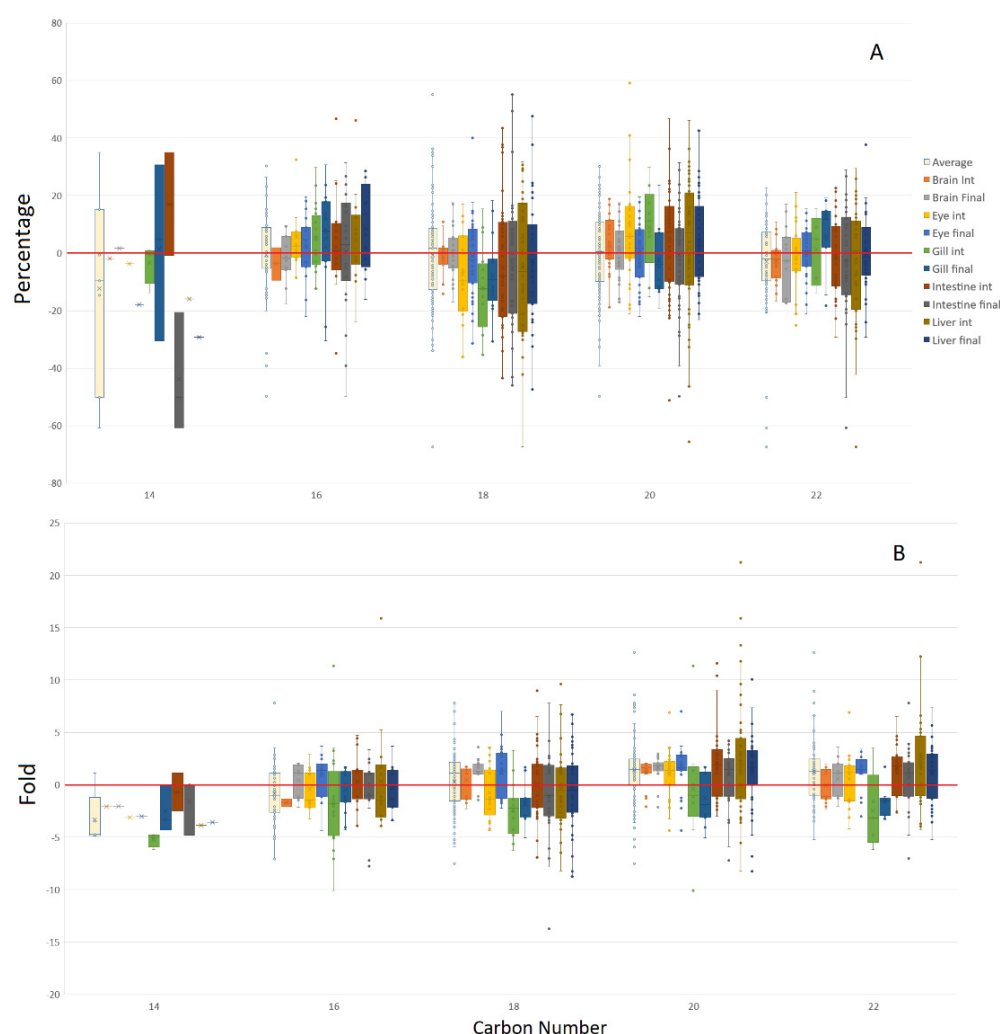 A
80
60
40
20
0
-20
-40
-60
-80
Percentage
14 16 18 20 22
Average
Brain Int
Brain Final
Eye int
Eye final
Gill int
Gill final
Intestine int
Intestine final
Liver int
Liver final
B
25
20
15
10
5
0
-5
-10
-15
20
Fold
14 16 18 20 22
Carbon Number